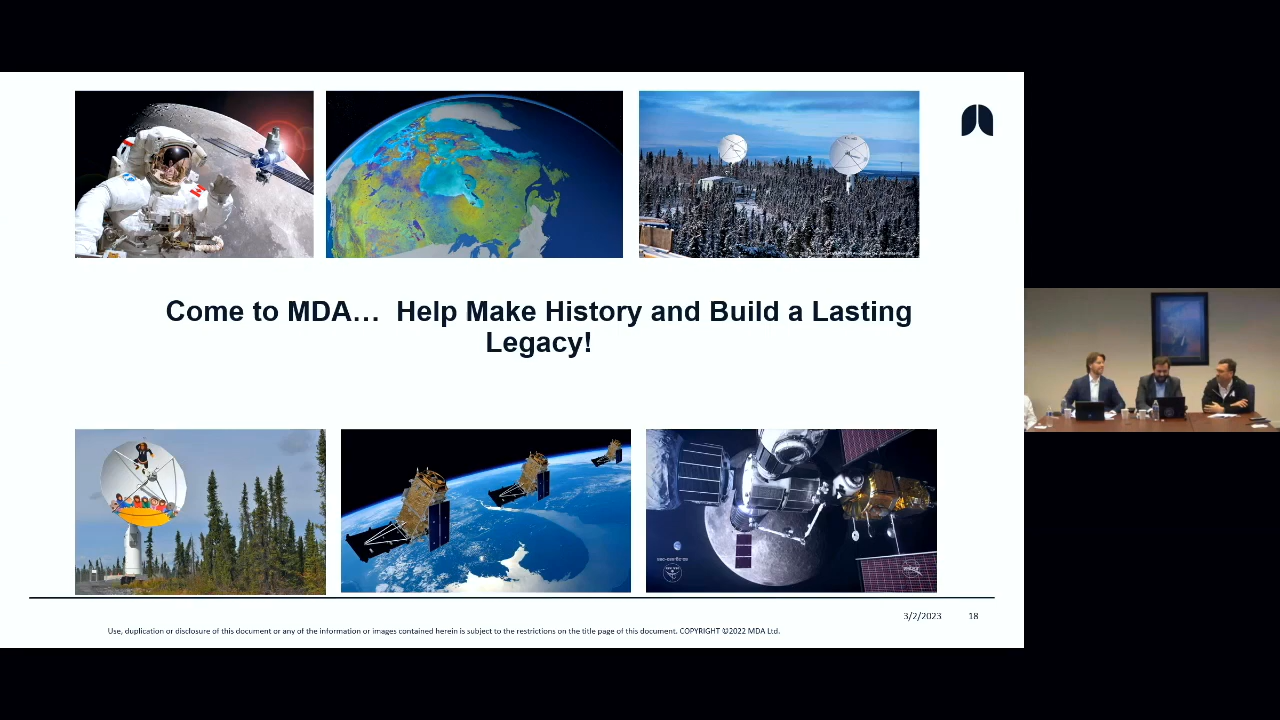 Come to MDA…  Help Make History and Build a Lasting
Legacy!
3/2/2023
18
Use, duplication or disclosure of this document or any of the information or images contained herein is subject to the restrictions on the title page of this document. COPYRIGHT ©2022 MDA Ltd.